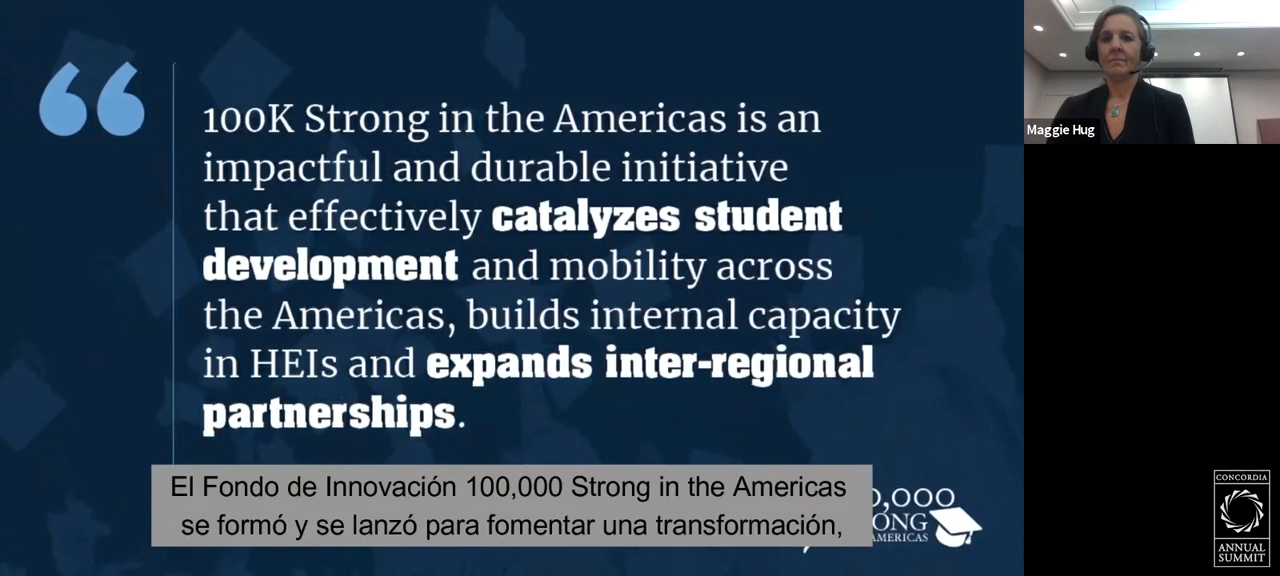 100K Strong in the Americas is an
impactful and durable initiative
that effectively catalyzes student
development and mobility across
the Americas, builds internal capacity
in HEIs and expands inter-regional
partnerships.
El Fondo de Innovación 100,000 Strong in the Americas
se formó y se lanzó para fomentar una transformación,
Maggie Hug
CONCORDIA
ANNUAL
SUMMIT